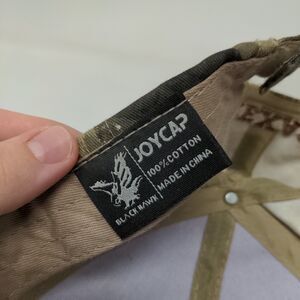 JOYCAP
100% COTTON
MADE IN CHINA
BLACK HAWK